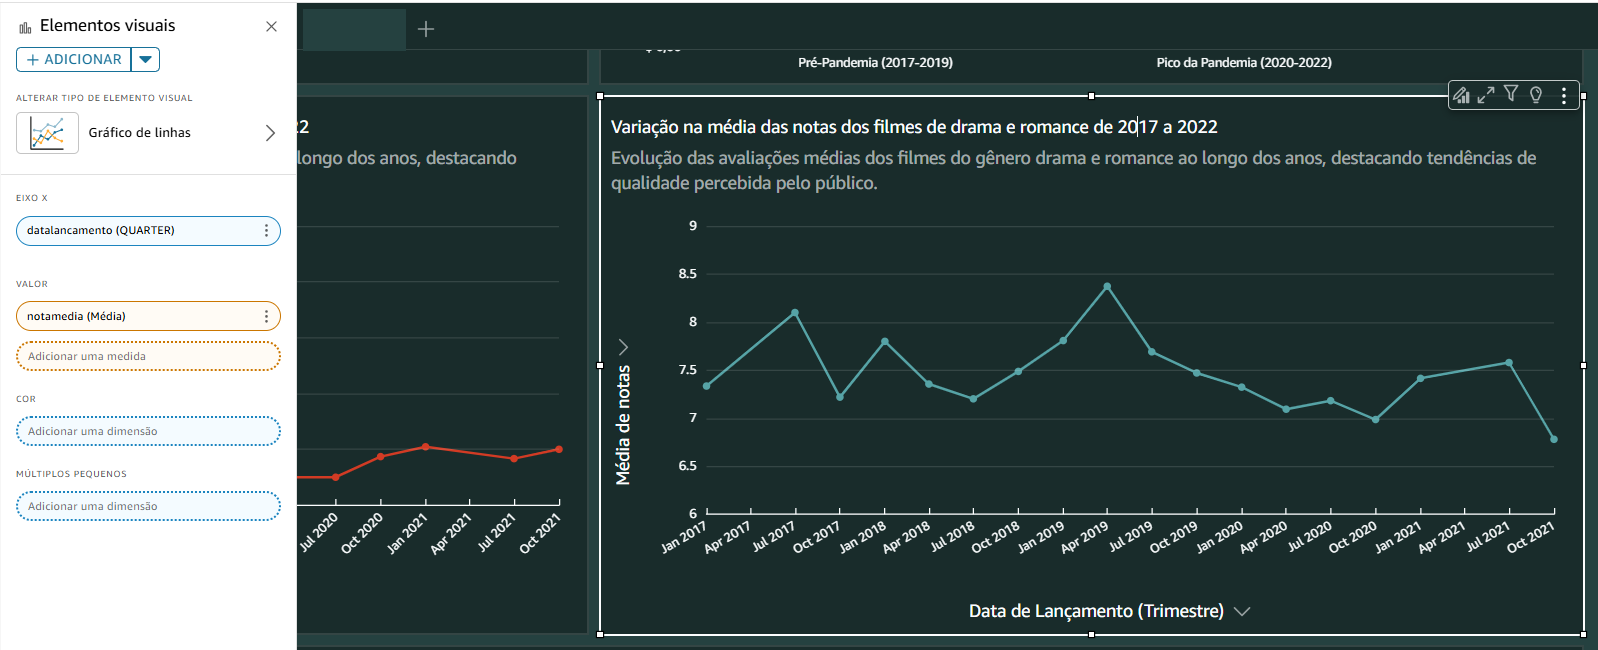 Elementos visuais
ADICIONAR
ALTERAR TIPO DE ELEMENTO VISUAL
Gráfico de linhas
EIXO X
datalancamento (QUARTER)
VALOR
notamedia (Média)
Adicionar uma medida
COR
Adicionar uma dimensão
MÚLTIPLOS PEQUENOS
Adicionar uma dimensão
22
longo dos anos, destacando
Jul 2020
Oct 2020
Jan 2021
Apr 2021
Jul 2021
Oct 2021
Pré-Pandemia (2017-2019)
Pico da Pandemia (2020-2022)
Variação na média das notas dos filmes de drama e romance de 2017 a 2022
Evolução das avaliações médias dos filmes do gênero drama e romance ao longo dos anos, destacando tendências de
qualidade percebida pelo público.
Média de notas
9
8.5
8
7.5
7
6.5
6
Jan 2017
Apr 2017
Jul 2017
Oct 2017
Jan 2018
Apr 2018
Jul 2018
Oct 2018
Jan 2019
Apr 2019
Jul 2019
Oct 2019
Jan 2020
Apr 2020
Jul 2020
Oct 2020
Jan 2021
Apr 2021
Jul 2021
Oct 2021
Data de Lançamento (Trimestre)